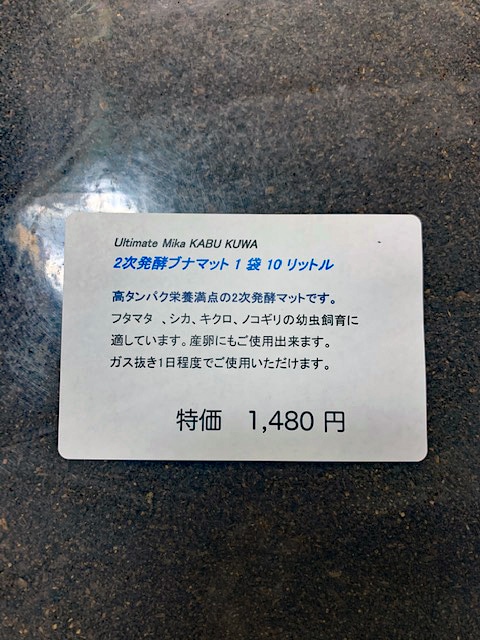 Ultimate Mika KABU KUWA
2次発酵ブナマット 1 袋 10 リットル
高タンパク栄養満点の2次発酵マットです。
フタマタ 、シカ、キクロ、ノコギリの幼虫飼育に
適しています。産卵にもご使用出来ます。
ガス抜き1日程度でご使用いただけます。
特価 1,480 円